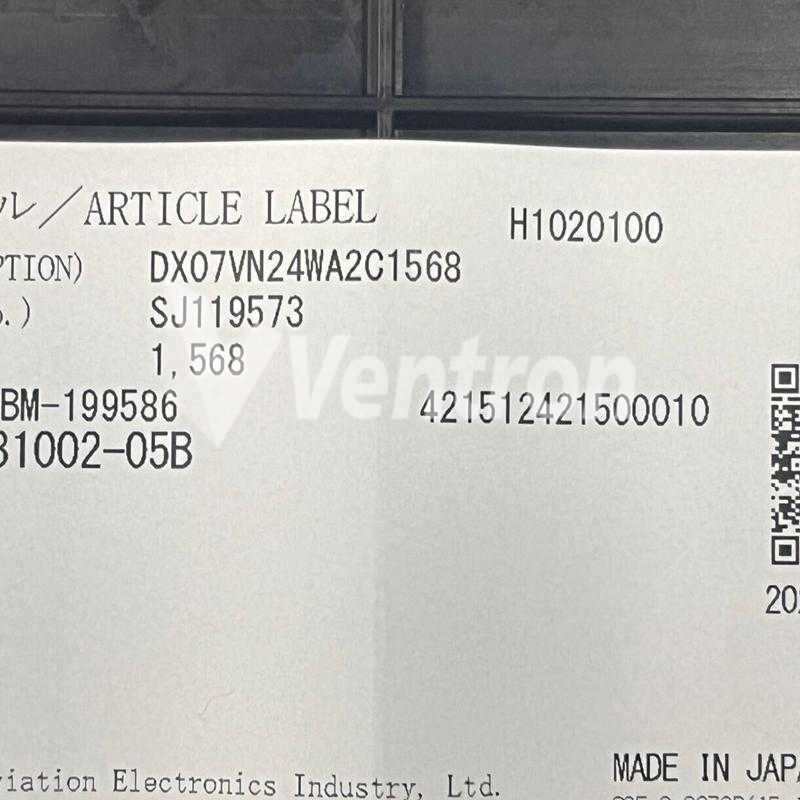 ル／ARTICLE LABEL
H1020100
PTION) DX07VN24WA2C1568
o.) SJ119573
1,568
Ventron
BM-199586 421512421500010
31002-05B
20
viation Electronics Industry, Ltd.
MADE IN JAPA